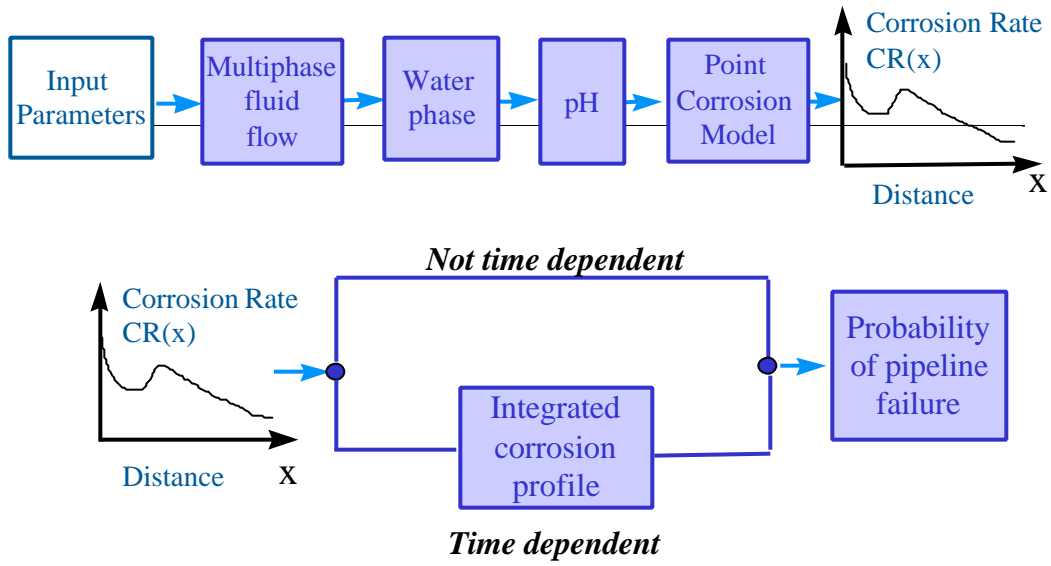 Input
Parameters
Multiphase
fluid
flow
Water
phase
pH
Point
Corrosion
Model
Corrosion Rate
CR(x)
x
Distance
Not time dependent
Corrosion Rate
CR(x)
x
Distance
Integrated
corrosion
profile
Time dependent
Probability
of pipeline
failure